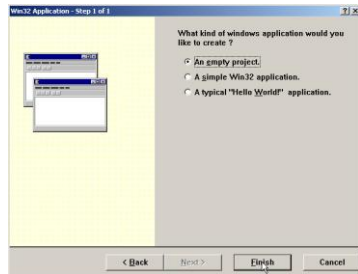 Win32 Application - Step 1 of 1
What kind of windows application would you
like to create ?
An empty project.
A simple Win32 application.
A typical "Hello World!" application.
< Back
Next >
Finish
Cancel